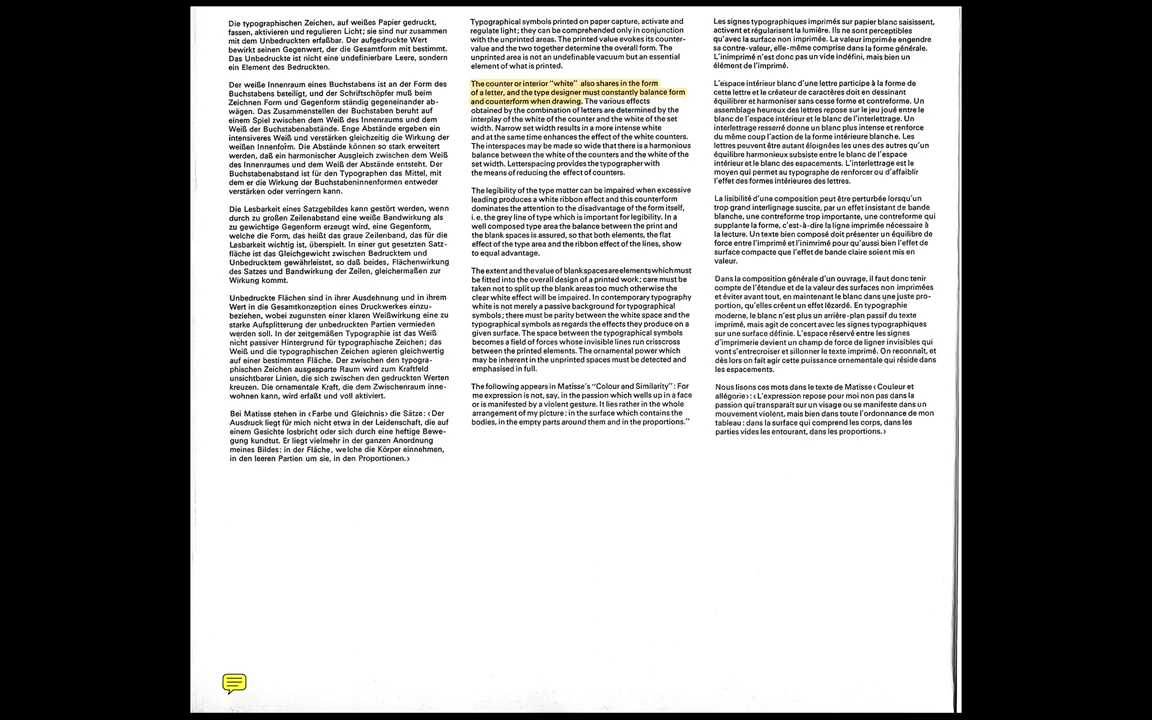 Die typographischen Zeichen, auf weißes Papier gedruckt,
fassen, aktivieren und regulieren Licht; sie sind nur zusammen
mit dem Unbedruckten erfaßbar. Der aufgedruckte Wert
bewirkt seinen Gegenwert, der die Gesamtform mit bestimmt.
Das Unbedruckte ist nicht eine undefinierbare Leere, sondern
ein Element des Bedruckten.
Der weiße Innenraum eines Buchstabens ist an der Form des
Buchstabens beteiligt, und der Schriftschöpfer muß beim
Zeichnen Form und Gegenform ständig gegeneinander ab-
wägen. Das Zusammenstellen der Buchstaben beruht auf
einem Spiel zwischen dem Weiß des Innenraums und dem
Weiß der Buchstabenabstände. Enge Abstände ergeben ein
intensiveres Weiß und verstärken gleichzeitig die Wirkung der
weißen Innenform. Die Abstände können so stark erweitert
werden, daß ein harmonischer Ausgleich zwischen dem Weiß
des Innenraumes und dem Weiß der Abstände entsteht. Der
Buchstabenabstand ist für den Typographen das Mittel, mit
dem er die Wirkung der Buchstabeninnenformen entweder
verstärken oder verringern kann.
Die Lesbarkeit eines Satzgebildes kann gestört werden, wenn
durch zu großen Zeilenabstand eine weiße Bandwirkung als
zu gewichtige Gegenform erzeugt wird, eine Gegenform,
welche die Form, das heißt das graue Zeilenband, das für die
Lesbarkeit wichtig ist, überspielt. In einer gut gesetzten Satz-
fläche ist das Gleichgewicht zwischen Bedrucktem und
Unbedrucktem gewährleistet, so daß beides, Flächenwirkung
des Satzes und Bandwirkung der Zeilen, gleichermaßen zur
Wirkung kommt.
Unbedruckte Flächen sind in ihrer Ausdehnung und in ihrem
Wert in die Gesamtkonzeption eines Druckwerkes einzu-
beziehen, wobei zugunsten einer klaren Weißwirkung eine zu
starke Aufsplitterung der unbedruckten Partien vermieden
werden soll. In der zeitgemäßen Typographie ist das Weiß
nicht passiver Hintergrund für typographische Zeichen; das
Weiß und die typographischen Zeichen agieren gleichwertig
auf einer bestimmten Fläche. Der zwischen den typogra-
phischen Zeichen ausgesparte Raum wird zum Kraftfeld
unsichtbarer Linien, die sich zwischen den gedruckten Werten
kreuzen. Die ornamentale Kraft, die dem Zwischenraum inne-
wohnen kann, wird erfaßt und voll aktiviert.
Bei Matisse stehen in ‹Farbe und Gleichnis› die Sätze: ‹Der
Ausdruck liegt für mich nicht etwa in der Leidenschaft, die auf
einem Gesichte losbricht oder sich durch eine heftige Bewe-
gung kundtut. Er liegt vielmehr in der ganzen Anordnung
meines Bildes: in der Fläche, welche die Körper einnehmen,
in den leeren Partien um sie, in den Proportionen.›
Typographical symbols printed on paper capture, activate and
regulate light; they can be comprehended only in conjunction
with the unprinted areas. The printed value evokes its counter-
value and the two together determine the overall form. The
unprinted area is not an undefinable vacuum but an essential
element of what is printed.
The counter or interior "white" also shares in the form
of a letter, and the type designer must constantly balance form
and counterform when drawing. The various effects
obtained by the combination of letters are determined by the
interplay of the white of the counter and the white of the set
width. Narrow set width results in a more intense white
and at the same time enhances the effect of the white counters.
The interspaces may be made so wide that there is a harmonious
balance between the white of the counters and the white of the
set width. Letterspacing provides the typographer with
the means of reducing the effect of counters.
The legibility of the type matter can be impaired when excessive
leading produces a white ribbon effect and this counterform
dominates the attention to the disadvantage of the form itself,
i. e. the grey line of type which is important for legibility. In a
well composed type area the balance between the print and
the blank spaces is assured, so that both elements, the flat
effect of the type area and the ribbon effect of the lines, show
to equal advantage.
The extent and the value of blank spaces are elements which must
be fitted into the overall design of a printed work; care must be
taken not to split up the blank areas too much otherwise the
clear white effect will be impaired. In contemporary typography
white is not merely a passive background for typographical
symbols; there must be parity between the white space and the
typographical symbols as regards the effects they produce on a
given surface. The space between the typographical symbols
becomes a field of forces whose invisible lines run crisscross
between the printed elements. The ornamental power which
may be inherent in the unprinted spaces must be detected and
emphasised in full.
The following appears in Matisse's "Colour and Similarity": For
me expression is not, say, in the passion which wells up in a face
or is manifested by a violent gesture. It lies rather in the whole
arrangement of my picture: in the surface which contains the
bodies, in the empty parts around them and in the proportions."
Les signes typographiques imprimés sur papier blanc saisissent,
activent et régularisent la lumière. Ils ne sont perceptibles
qu'avec la surface non imprimée. La valeur imprimée engendre
sa contre-valeur, elle-même comprise dans la forme générale.
L'inimprimé n'est donc pas un vide indéfini, mais bien un
élément de l'imprimé.
L'espace intérieur blanc d'une lettre participe à la forme de
cette lettre et le créateur de caractères doit en dessinant
équilibrer et harmoniser sans cesse forme et contreforme. Un
assemblage heureux des lettres repose sur le jeu joué entre le
blanc de l'espace intérieur et le blanc de l'interlettrage. Un
interlettrage resserré donne un blanc plus intense et renforce
du même coup l'action de la forme intérieure blanche. Les
lettres peuvent être autant éloignées les unes des autres qu'un
équilibre harmonieux subsiste entre le blanc de l'espace
intérieur et le blanc des espacements. L'interlettrage est le
moyen qui permet au typographe de renforcer ou d'affaiblir
l'effet des formes intérieures des lettres.
La lisibilité d'une composition peut être perturbée lorsqu'un
trop grand interlignage suscite, par un effet insistant de bande
blanche, une contreforme trop importante, une contreforme qui
supplante la forme, c'est-à-dire la ligne imprimée nécessaire à
la lecture. Un texte bien composé doit présenter un équilibre de
force entre l'imprimé et l'inimrimé pour qu'aussi bien l'effet de
surface compacte que l'effet de bande claire soient mis en
valeur.
Dans la composition générale d'un ouvrage, il faut donc tenir
compte de l'étendue et de la valeur des surfaces non imprimées
et éviter avant tout, en maintenant le blanc dans une juste pro-
portion, qu'elles créent un effet lézardé. En typographie
moderne, le blanc n'est plus un arrière-plan passif du texte
imprimé, mais agit de concert avec les signes typographiques
sur une surface définie. L'espace réservé entre les signes
d'imprimerie devient un champ de force de lignes invisibles qui
vont s'entrecroiser et sillonner le texte imprimé. On reconnaît, et
dès lors on fait agir cette puissance ornementale qui réside dans
les espacements.
Nous lisons ces mots dans le texte de Matisse ‹Couleur et
allégorie›: ‹L'expression repose pour moi non pas dans la
passion qui transparaît sur un visage ou se manifeste dans un
mouvement violent, mais bien dans toute l'ordonnance de mon
tableau: dans la surface qui comprend les corps, dans les
parties vides les entourant, dans les proportions.›